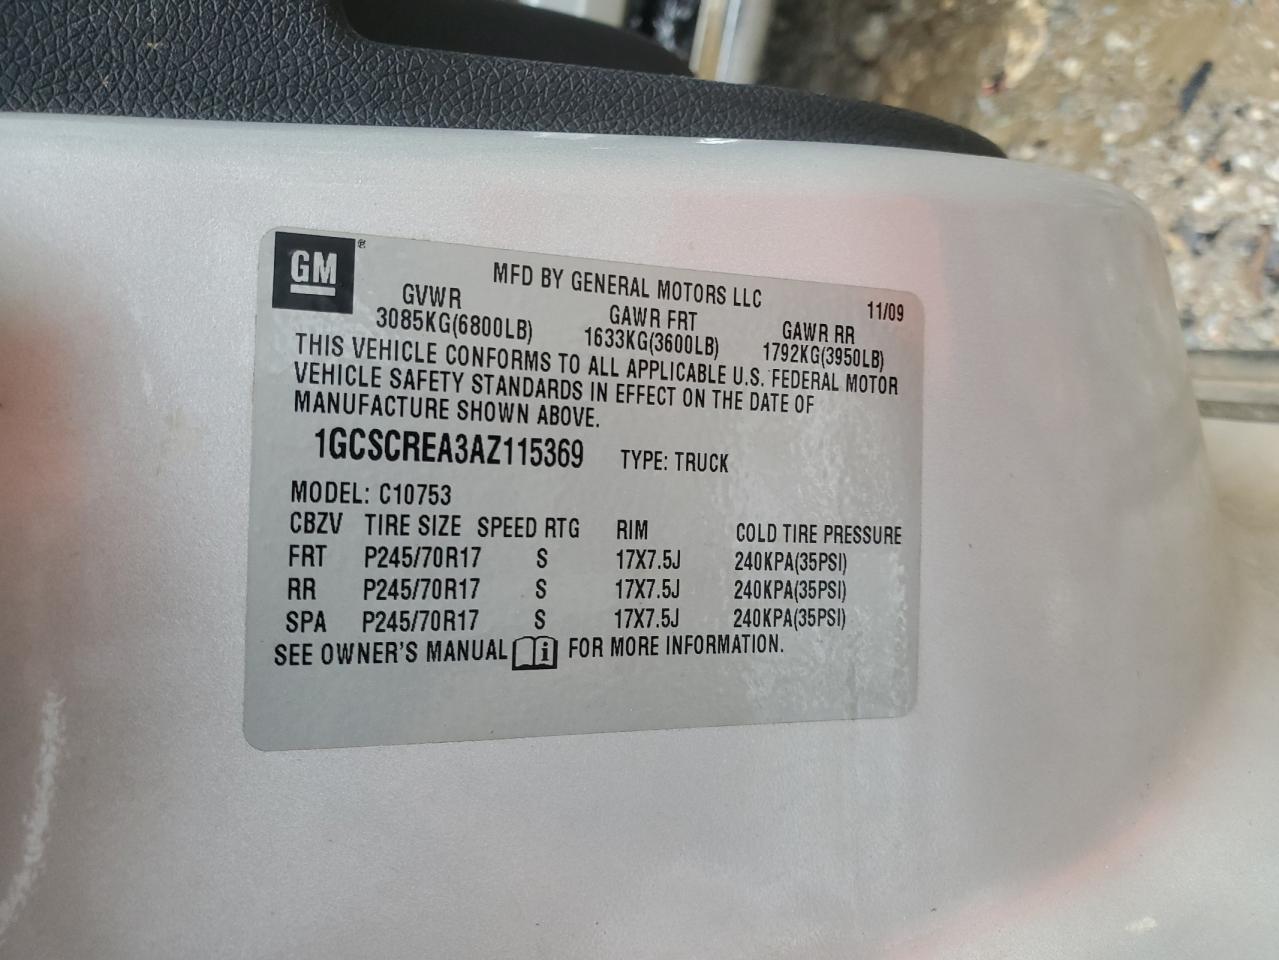 GM ®
MFD BY GENERAL MOTORS LLC 11/09
GVWR GAWR FRT GAWR RR
3085KG(6800LB) 1633KG(3600LB) 1792KG(3950LB)
THIS VEHICLE CONFORMS TO ALL APPLICABLE U.S. FEDERAL MOTOR
VEHICLE SAFETY STANDARDS IN EFFECT ON THE DATE OF
MANUFACTURE SHOWN ABOVE.
1GCSCREA3AZ115369 TYPE: TRUCK
MODEL: C10753
CBZV TIRE SIZE SPEED RTG RIM COLD TIRE PRESSURE
FRT P245/70R17 S 17X7.5J 240KPA(35PSI)
RR P245/70R17 S 17X7.5J 240KPA(35PSI)
SPA P245/70R17 S 17X7.5J 240KPA(35PSI)
SEE OWNER'S MANUAL i FOR MORE INFORMATION.